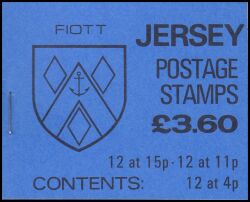 FIOTT
JERSEY
POSTAGE
STAMPS
£3.60
12 at 15p · 12 at 11p
CONTENTS: 12 at 4p